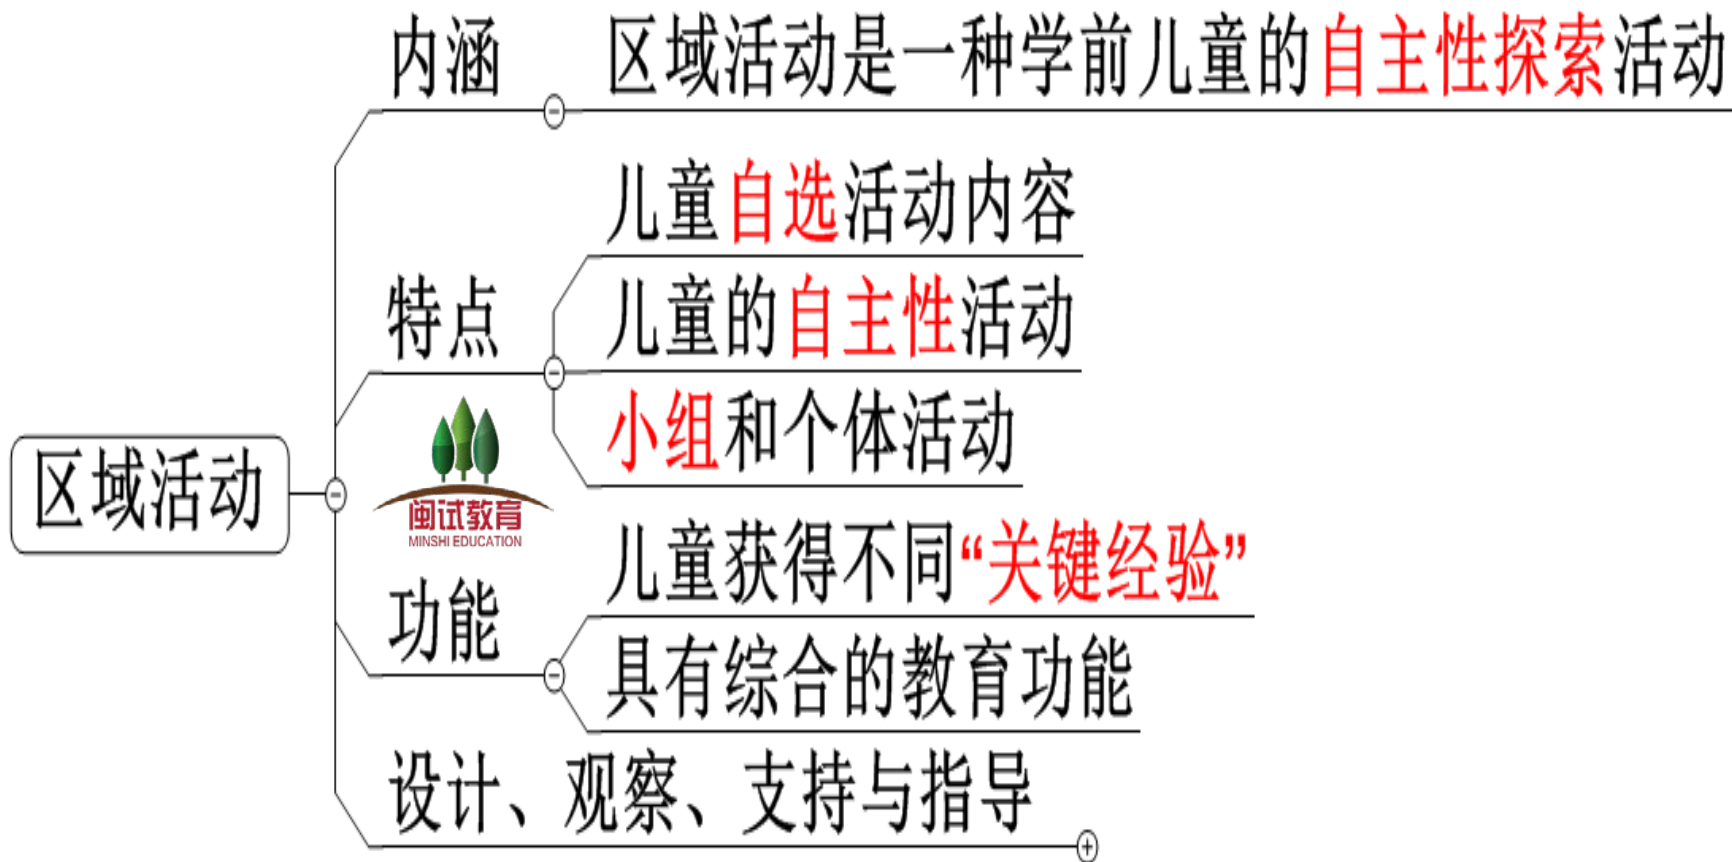 内涵
区域活动是一种学前儿童的自主性探索活动
特点
儿童自选活动内容
儿童的自主性活动
小组和个体活动
区域活动
闽试教育
MINSHI EDUCATION
功能
儿童获得不同“关键经验”
具有综合的教育功能
设计、观察、支持与指导